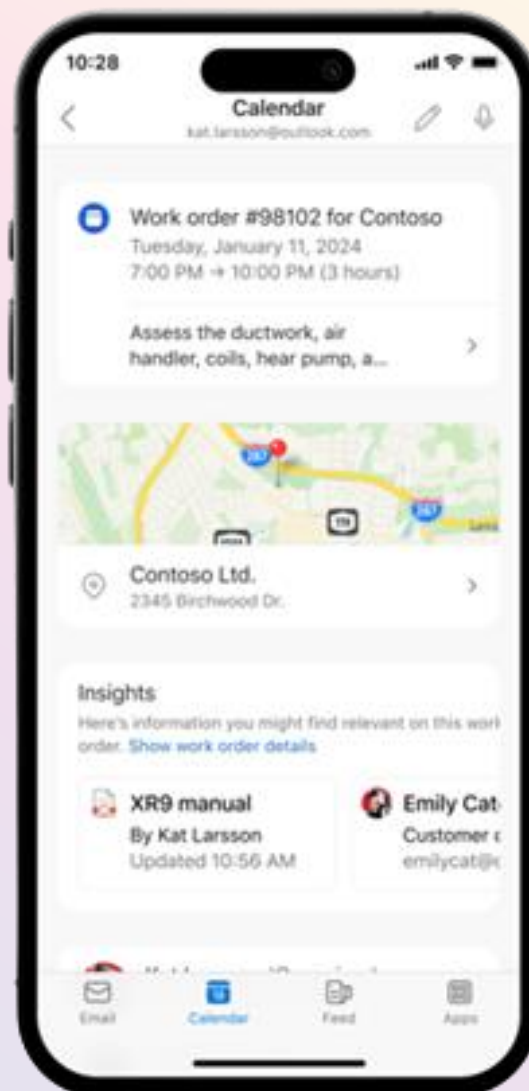 10:28
Calendar
kat.larsson@outlook.com
Work order #98102 for Contoso
Tuesday, January 11, 2024
7:00 PM → 10:00 PM (3 hours)
Assess the ductwork, air
handler, coils, hear pump, a...
287
287
Contoso Ltd.
2345 Birchwood Dr.
Insights
Here's information you might find relevant on this work
order. Show work order details
XR9 manual
By Kat Larsson
Updated 10:56 AM
Emily Cat
Customer
emilycat@
Email
Calendar
Feed
Apps